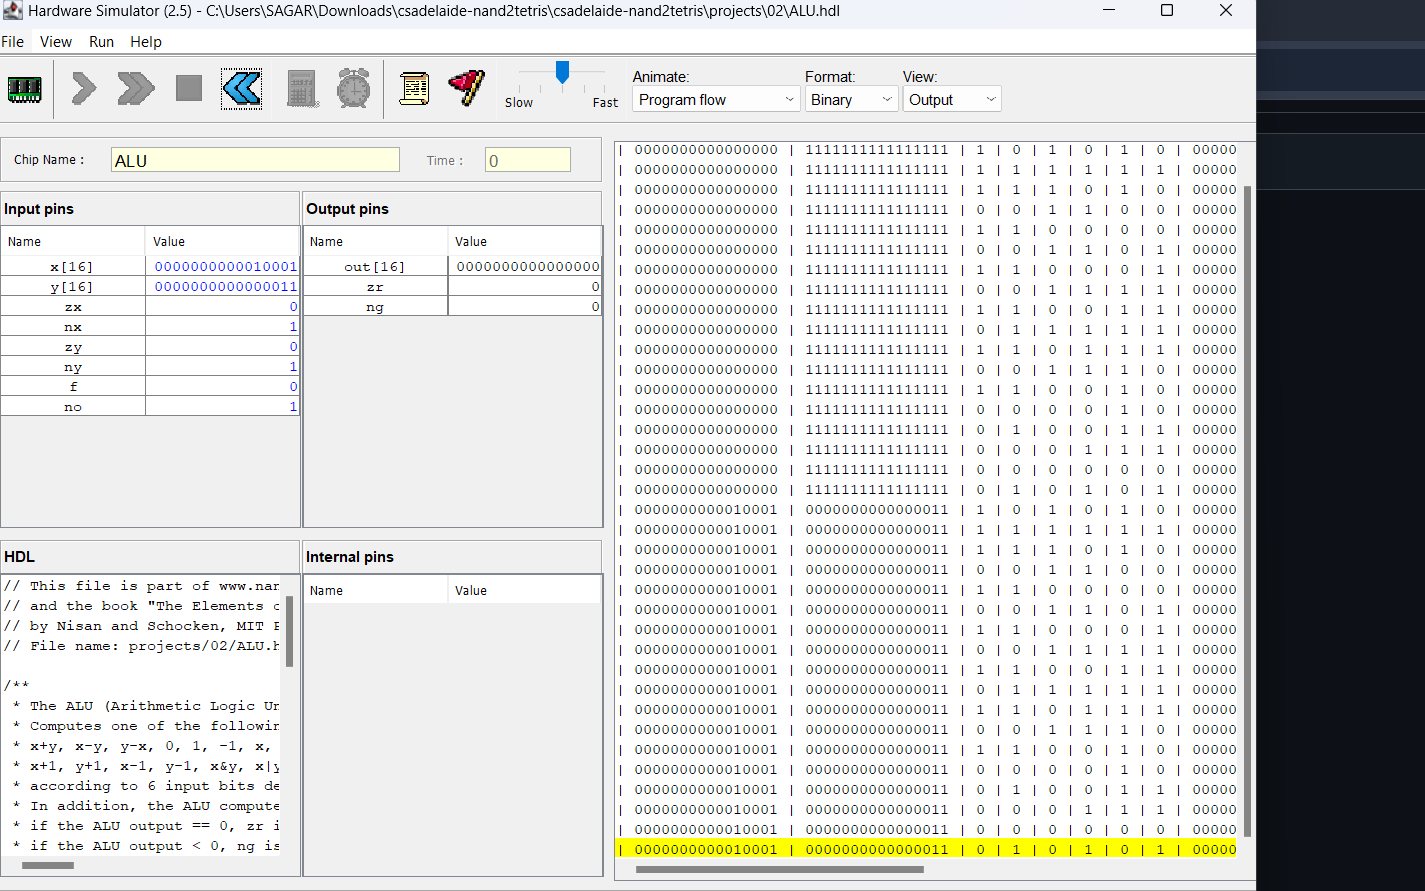 Hardware Simulator (2.5) - C:\Users\SAGAR\Downloads\csadelaide-nand2tetris\csadelaide-nand2tetris\projects\02\ALU.hdl
File View Run Help
Slow Fast
Animate: Format: View:
Program flow Binary Output
Chip Name : ALU Time : 0
Input pins
Name Value
x[16] 0000000000010001
y[16] 0000000000000011
zx 0
nx 1
zy 0
ny 1
f 0
no 1
Output pins
Name Value
out[16] 0000000000000000
zr 0
ng 0
HDL
// This file is part of www.nan
// and the book "The Elements o
// by Nisan and Schocken, MIT P
// File name: projects/02/ALU.h
/**
* The ALU (Arithmetic Logic Un
* Computes one of the followin
* x+y, x-y, y-x, 0, 1, -1, x,
* x+1, y+1, x-1, y-1, x&y, x|y
* according to 6 input bits de
* In addition, the ALU compute
* if the ALU output == 0, zr i
* if the ALU output < 0, ng is
Internal pins
Name Value
| 0000000000000000 | 1111111111111111 | 1 | 0 | 1 | 0 | 1 | 0 | 00000
| 0000000000000000 | 1111111111111111 | 1 | 1 | 1 | 1 | 1 | 1 | 00000
| 0000000000000000 | 1111111111111111 | 1 | 1 | 1 | 0 | 1 | 0 | 00000
| 0000000000000000 | 1111111111111111 | 0 | 0 | 1 | 1 | 0 | 0 | 00000
| 0000000000000000 | 1111111111111111 | 1 | 1 | 0 | 0 | 0 | 0 | 00000
| 0000000000000000 | 1111111111111111 | 0 | 0 | 1 | 1 | 0 | 1 | 00000
| 0000000000000000 | 1111111111111111 | 1 | 1 | 0 | 0 | 0 | 1 | 00000
| 0000000000000000 | 1111111111111111 | 0 | 0 | 1 | 1 | 1 | 1 | 00000
| 0000000000000000 | 1111111111111111 | 1 | 1 | 0 | 0 | 1 | 1 | 00000
| 0000000000000000 | 1111111111111111 | 0 | 1 | 1 | 1 | 1 | 1 | 00000
| 0000000000000000 | 1111111111111111 | 1 | 1 | 0 | 1 | 1 | 1 | 00000
| 0000000000000000 | 1111111111111111 | 0 | 0 | 1 | 1 | 1 | 0 | 00000
| 0000000000000000 | 1111111111111111 | 1 | 1 | 0 | 0 | 1 | 0 | 00000
| 0000000000000000 | 1111111111111111 | 0 | 0 | 0 | 0 | 1 | 0 | 00000
| 0000000000000000 | 1111111111111111 | 0 | 1 | 0 | 0 | 1 | 1 | 00000
| 0000000000000000 | 1111111111111111 | 0 | 0 | 0 | 1 | 1 | 1 | 00000
| 0000000000000000 | 1111111111111111 | 0 | 0 | 0 | 0 | 0 | 0 | 00000
| 0000000000000000 | 1111111111111111 | 0 | 1 | 0 | 1 | 0 | 1 | 00000
| 0000000000010001 | 0000000000000011 | 1 | 0 | 1 | 0 | 1 | 0 | 00000
| 0000000000010001 | 0000000000000011 | 1 | 1 | 1 | 1 | 1 | 1 | 00000
| 0000000000010001 | 0000000000000011 | 1 | 1 | 1 | 0 | 1 | 0 | 00000
| 0000000000010001 | 0000000000000011 | 0 | 0 | 1 | 1 | 0 | 0 | 00000
| 0000000000010001 | 0000000000000011 | 1 | 1 | 0 | 0 | 0 | 0 | 00000
| 0000000000010001 | 0000000000000011 | 0 | 0 | 1 | 1 | 0 | 1 | 00000
| 0000000000010001 | 0000000000000011 | 1 | 1 | 0 | 0 | 0 | 1 | 00000
| 0000000000010001 | 0000000000000011 | 0 | 0 | 1 | 1 | 1 | 1 | 00000
| 0000000000010001 | 0000000000000011 | 1 | 1 | 0 | 0 | 1 | 1 | 00000
| 0000000000010001 | 0000000000000011 | 0 | 1 | 1 | 1 | 1 | 1 | 00000
| 0000000000010001 | 0000000000000011 | 1 | 1 | 0 | 1 | 1 | 1 | 00000
| 0000000000010001 | 0000000000000011 | 0 | 0 | 1 | 1 | 1 | 0 | 00000
| 0000000000010001 | 0000000000000011 | 1 | 1 | 0 | 0 | 1 | 0 | 00000
| 0000000000010001 | 0000000000000011 | 0 | 0 | 0 | 0 | 1 | 0 | 00000
| 0000000000010001 | 0000000000000011 | 0 | 1 | 0 | 0 | 1 | 1 | 00000
| 0000000000010001 | 0000000000000011 | 0 | 0 | 0 | 1 | 1 | 1 | 00000
| 0000000000010001 | 0000000000000011 | 0 | 0 | 0 | 0 | 0 | 0 | 00000
| 0000000000010001 | 0000000000000011 | 0 | 1 | 0 | 1 | 0 | 1 | 00000